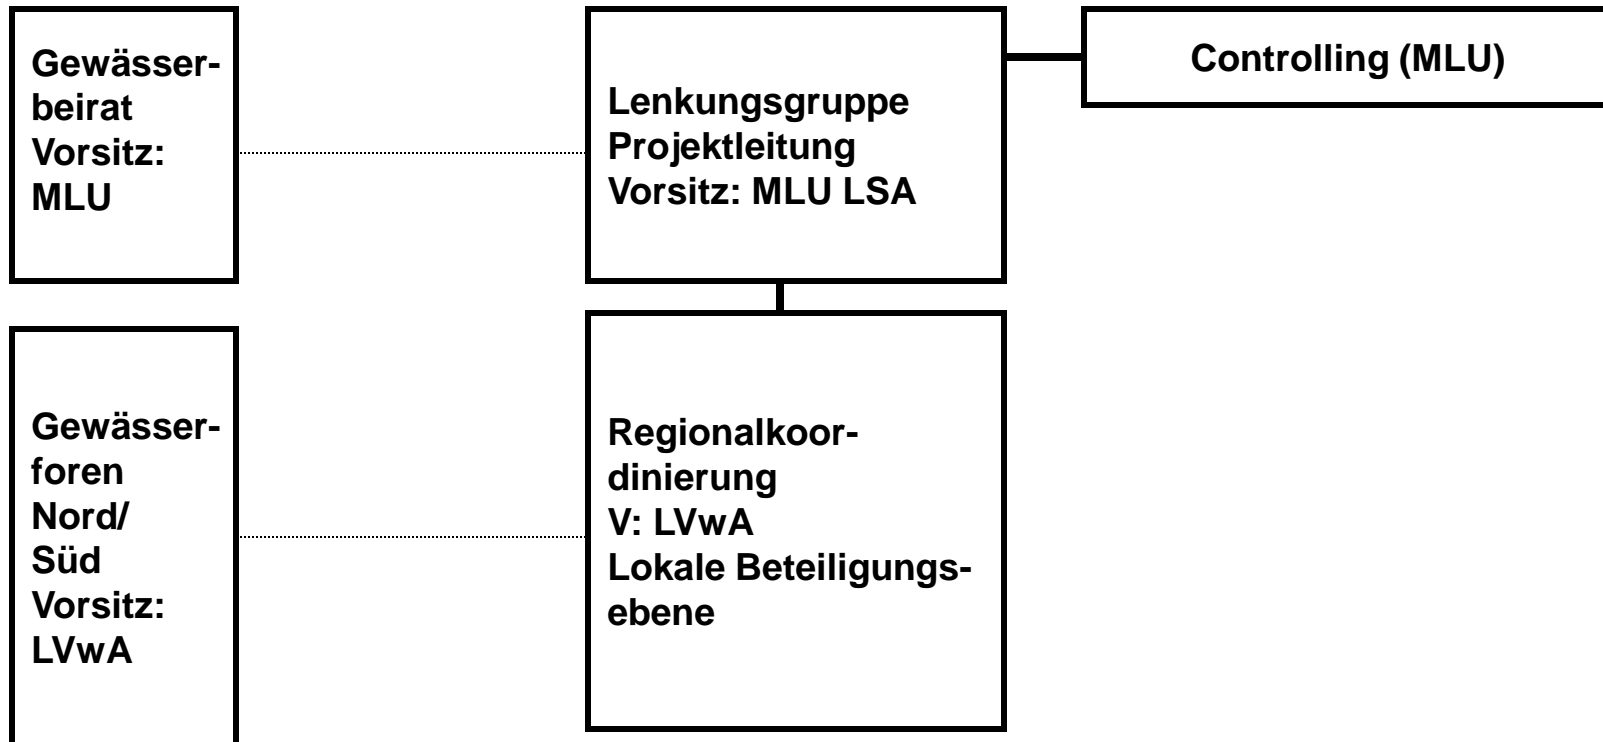 Gewässer-
beirat
Vorsitz:
MLU
Lenkungsgruppe
Projektleitung
Vorsitz: MLU LSA
Controlling (MLU)
Gewässer-
foren
Nord/
Süd
Vorsitz:
LVwA
Regionalkoor-
dinierung
V: LVwA
Lokale Beteiligungs-
ebene